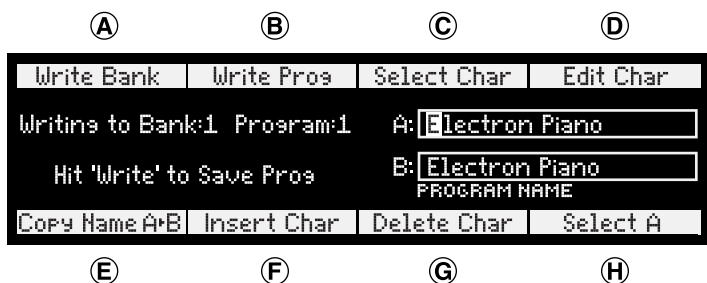 A B C D
Write Bank Write Prog Select Char Edit Char
Writing to Bank:1 Program:1 A: Electron Piano
Hit 'Write' to Save Prog B: Electron Piano
PROGRAM NAME
Copy Name A▸B Insert Char Delete Char Select A
E F G H